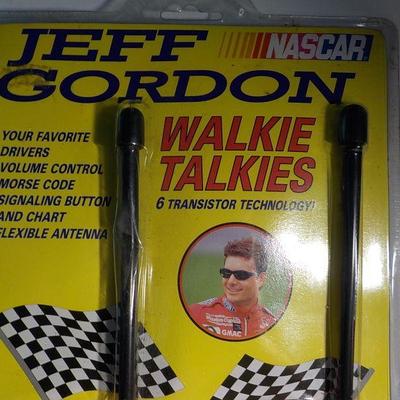 JEFF
NASCAR
GORDON
YOUR FAVORITE
DRIVERS
VOLUME CONTROL
MORSE CODE
SIGNALING BUTTON
AND CHART
FLEXIBLE ANTENNA
WALKIE
TALKIES
6 TRANSISTOR TECHNOLOGY!
GMAC